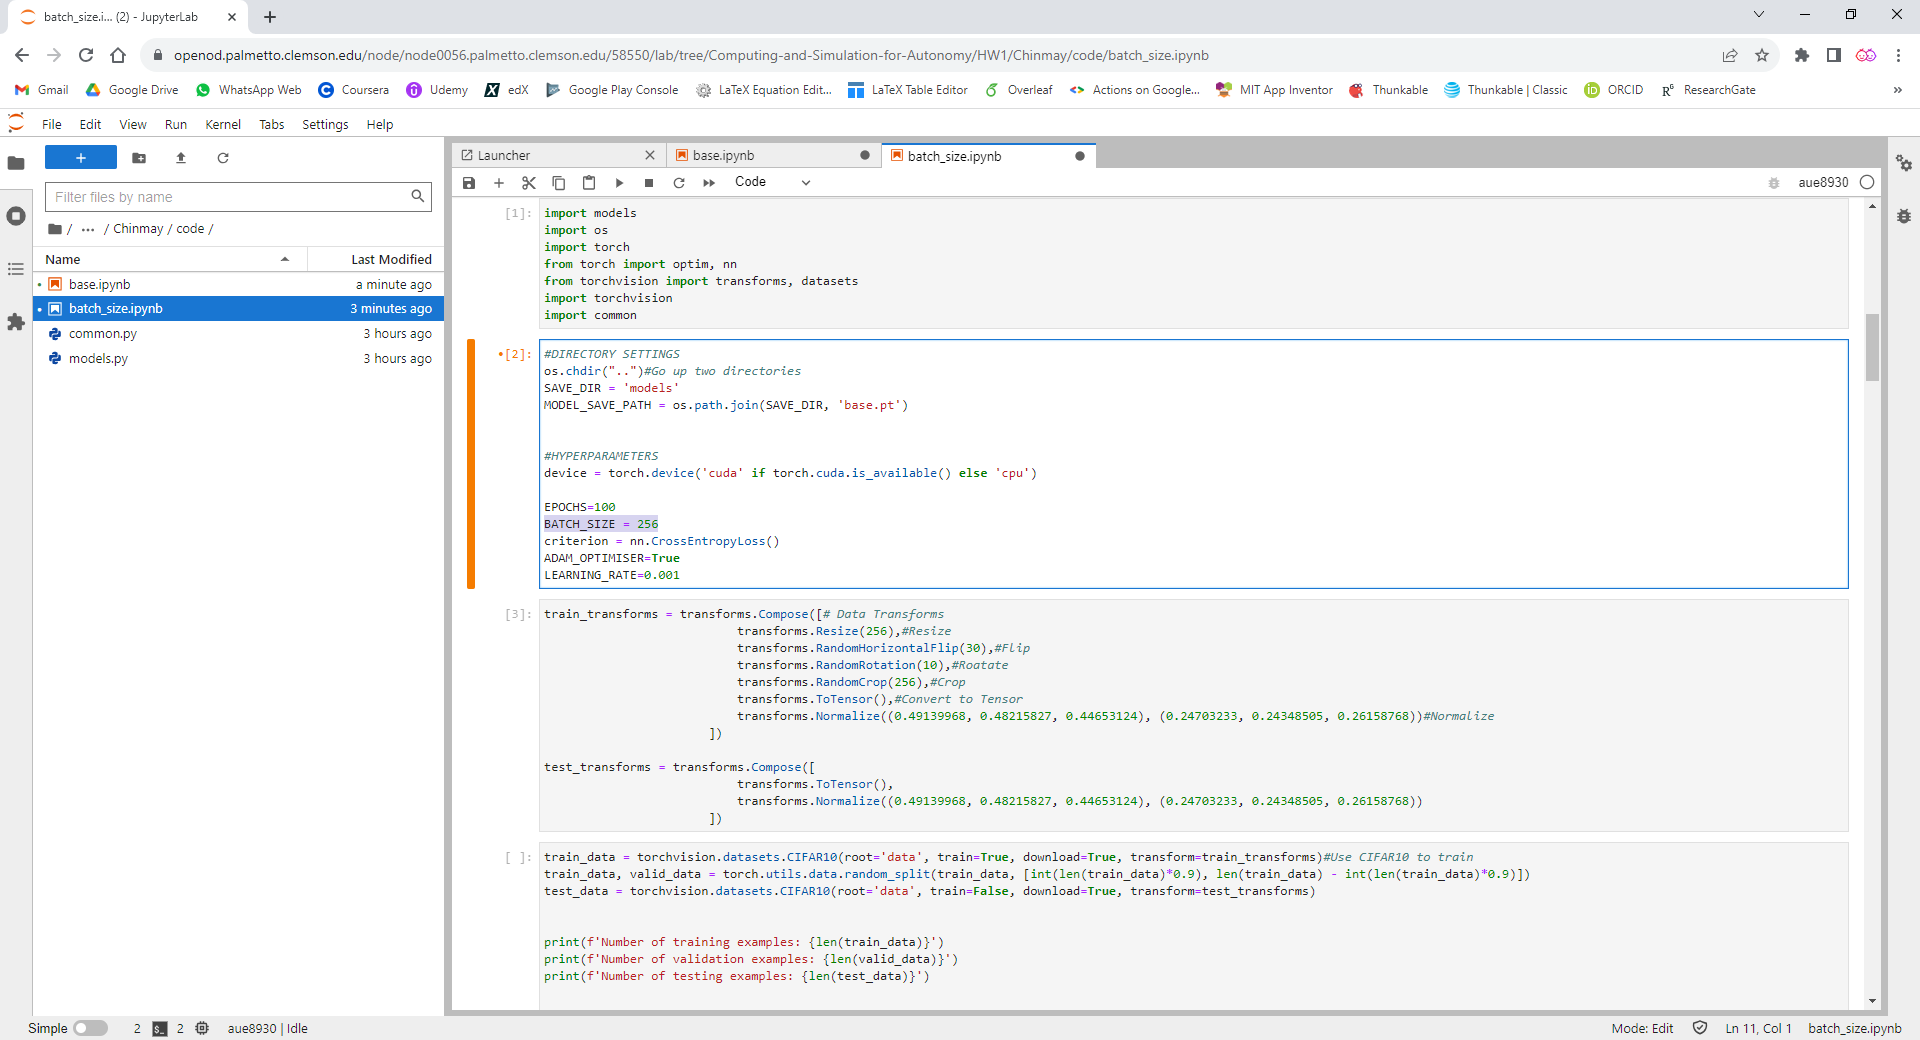 batch_size.i... (2) - JupyterLab
openod.palmetto.clemson.edu/node/node0056.palmetto.clemson.edu/58550/lab/tree/Computing-and-Simulation-for-Autonomy/HW1/Chinmay/code/batch_size.ipynb
Gmail Google Drive WhatsApp Web Coursera Udemy edX Google Play Console LaTeX Equation Edit... LaTeX Table Editor Overleaf Actions on Google... MIT App Inventor Thunkable Thunkable | Classic ORCID ResearchGate »
File Edit View Run Kernel Tabs Settings Help
Filter files by name
/ ... / Chinmay / code /
Name Last Modified
base.ipynb a minute ago
batch_size.ipynb 3 minutes ago
common.py 3 hours ago
models.py 3 hours ago
Launcher base.ipynb batch_size.ipynb
Code aue8930
[1]: import models
import os
import torch
from torch import optim, nn
from torchvision import transforms, datasets
import torchvision
import common
•[2]: #DIRECTORY SETTINGS
os.chdir("..")#Go up two directories
SAVE_DIR = 'models'
MODEL_SAVE_PATH = os.path.join(SAVE_DIR, 'base.pt')
#HYPERPARAMETERS
device = torch.device('cuda' if torch.cuda.is_available() else 'cpu')
EPOCHS=100
BATCH_SIZE = 256
criterion = nn.CrossEntropyLoss()
ADAM_OPTIMISER=True
LEARNING_RATE=0.001
[3]: train_transforms = transforms.Compose([# Data Transforms
transforms.Resize(256),#Resize
transforms.RandomHorizontalFlip(30),#Flip
transforms.RandomRotation(10),#Roatate
transforms.RandomCrop(256),#Crop
transforms.ToTensor(),#Convert to Tensor
transforms.Normalize((0.49139968, 0.48215827, 0.44653124), (0.24703233, 0.24348505, 0.26158768))#Normalize
])
test_transforms = transforms.Compose([
transforms.ToTensor(),
transforms.Normalize((0.49139968, 0.48215827, 0.44653124), (0.24703233, 0.24348505, 0.26158768))
])
[ ]: train_data = torchvision.datasets.CIFAR10(root='data', train=True, download=True, transform=train_transforms)#Use CIFAR10 to train
train_data, valid_data = torch.utils.data.random_split(train_data, [int(len(train_data)*0.9), len(train_data) - int(len(train_data)*0.9)])
test_data = torchvision.datasets.CIFAR10(root='data', train=False, download=True, transform=test_transforms)
print(f'Number of training examples: {len(train_data)}')
print(f'Number of validation examples: {len(valid_data)}')
print(f'Number of testing examples: {len(test_data)}')
Simple 2 2 aue8930 | Idle Mode: Edit Ln 11, Col 1 batch_size.ipynb